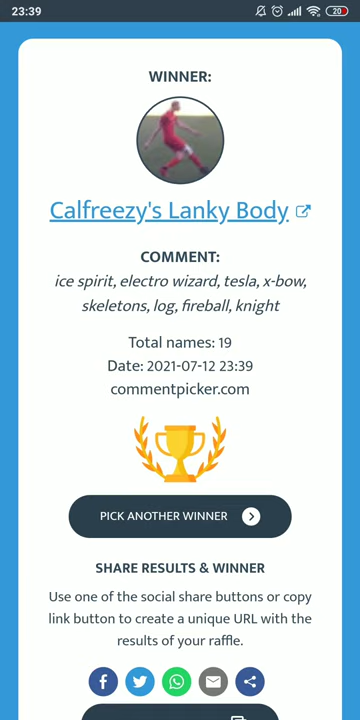 23:39
20
WINNER:
Calfreezy's Lanky Body
COMMENT:
ice spirit, electro wizard, tesla, x-bow,
skeletons, log, fireball, knight
Total names: 19
Date: 2021-07-12 23:39
commentpicker.com
PICK ANOTHER WINNER
SHARE RESULTS & WINNER
Use one of the social share buttons or copy
link button to create a unique URL with the
results of your raffle.